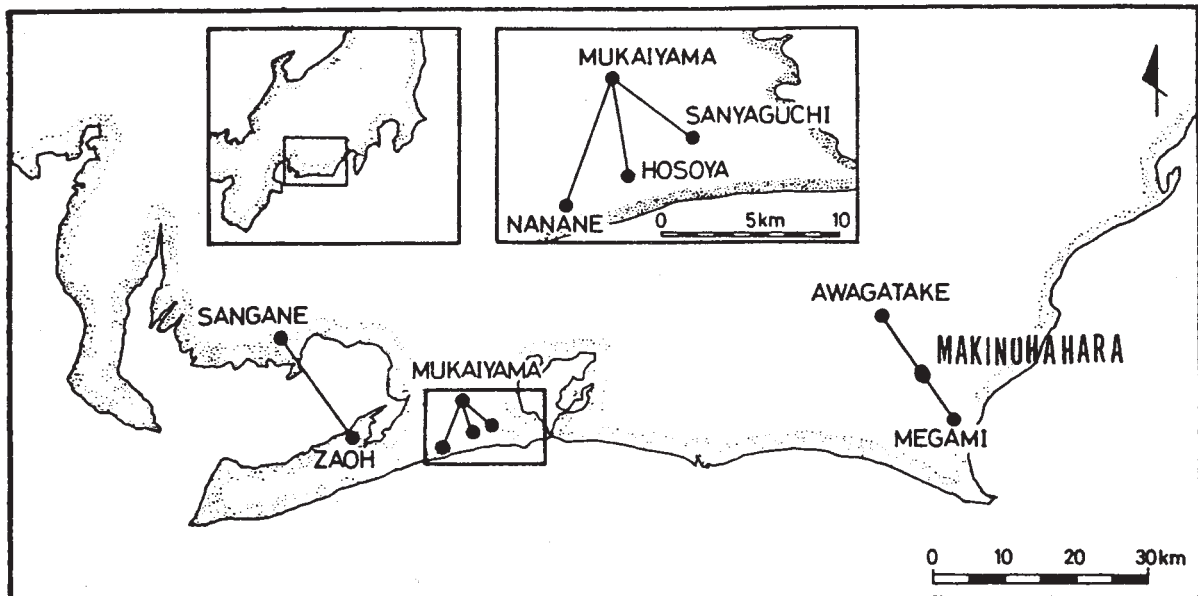 MUKAIYAMA
SANYAGUCHI
HOSOYA
NANANE
0 5km 10
AWAGATAKE
SANGANE
MAKINOHAHARA
MUKAIYAMA
MEGAMI
ZAOH
0 10 20 30km